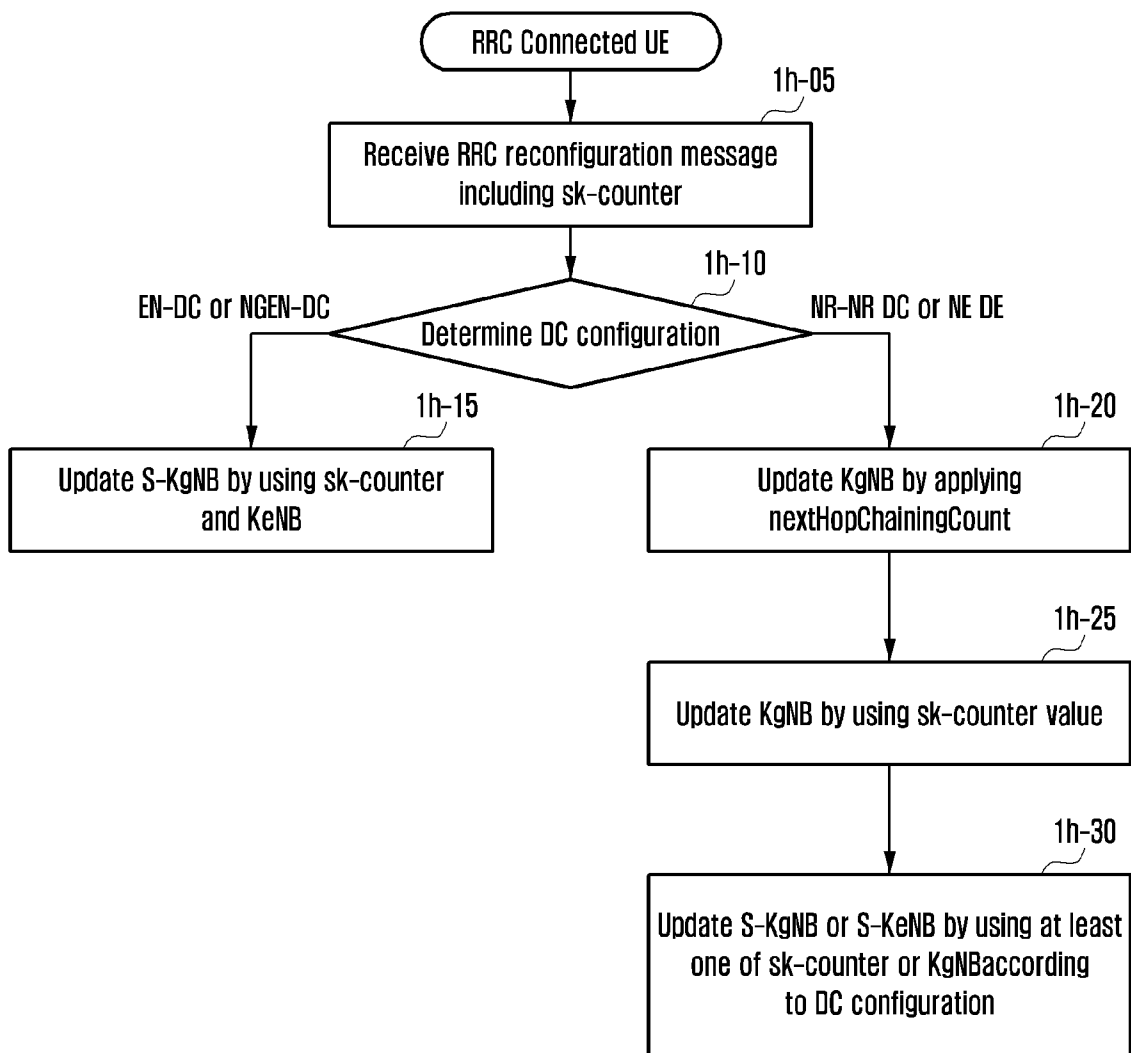 RRC Connected UE
1h-05
Receive RRC reconfiguration message
including sk-counter
1h-10
EN-DC or NGEN-DC
NR-NR DC or NE DE
Determine DC configuration
1h-15
1h-20
Update S-KgNB by using sk-counter
and KeNB
Update KgNB by applying
nextHopChainingCount
1h-25
Update KgNB by using sk-counter value
1h-30
Update S-KgNB or S-KeNB by using at least
one of sk-counter or KgNBaccording
to DC configuration